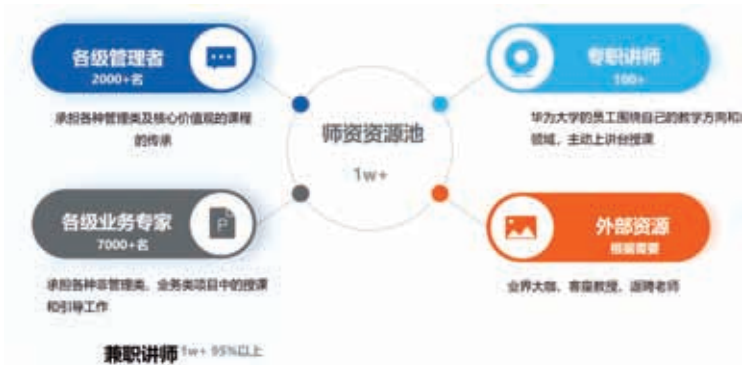 各级管理者
2000+名
承担各种管理类及核心价值观的课程
的传承
专职讲师
100+
华为大学的员工围绕自己的教学方向和
领域，主动上讲台授课
师资资源池
1w+
各级业务专家
7000+名
P
承担各种非管理类、业务类项目中的授课
和引导工作
外部资源
根据需要
业界大咖、客座教授、返聘老师
兼职讲师 1w+ 95%以上